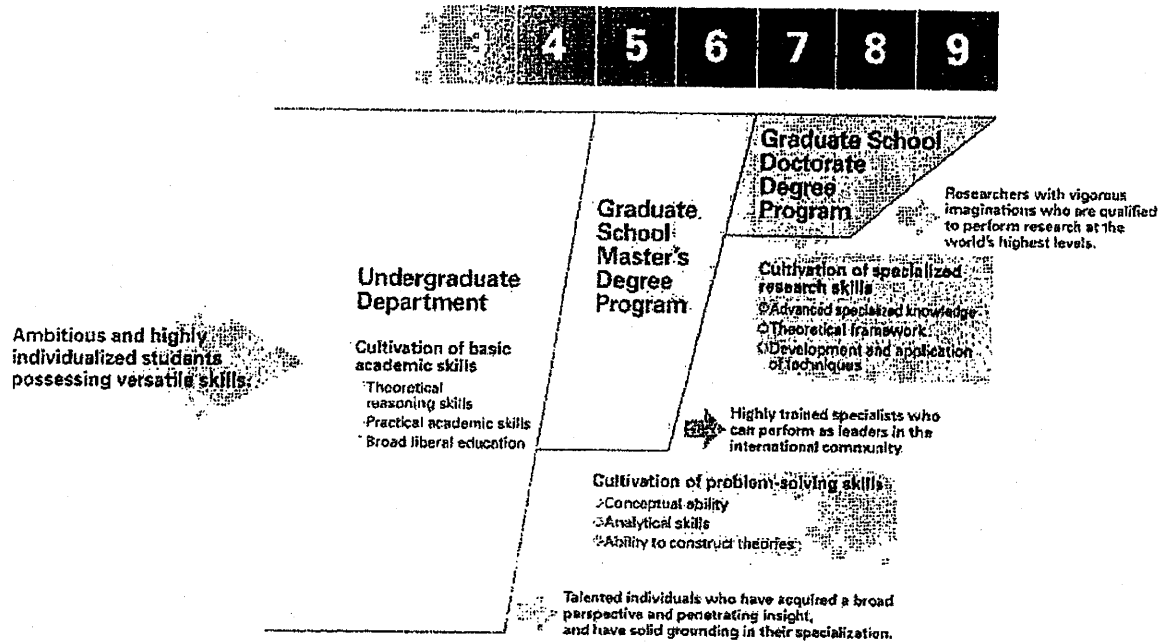 3 4 5 6 7 8 9
Graduate School
Doctorate
Degree
Program
Researchers with vigorous
imaginations who are qualified
to perform research at the
world's highest levels.
Graduate
School
Master's
Degree
Program
Cultivation of specialized
research skills
Advanced specialized knowledge
Theoretical framework
Development and application
of techniques
Undergraduate
Department
Ambitious and highly
individualized students
possessing versatile skills.
Cultivation of basic
academic skills
Theoretical
reasoning skills
Practical academic skills
Broad liberal education
Highly trained specialists who
can perform as leaders in the
international community.
Cultivation of problem-solving skills
Conceptual ability
Analytical skills
Ability to construct theories
Talented individuals who have acquired a broad
perspective and penetrating insight,
and have solid grounding in their specialization.